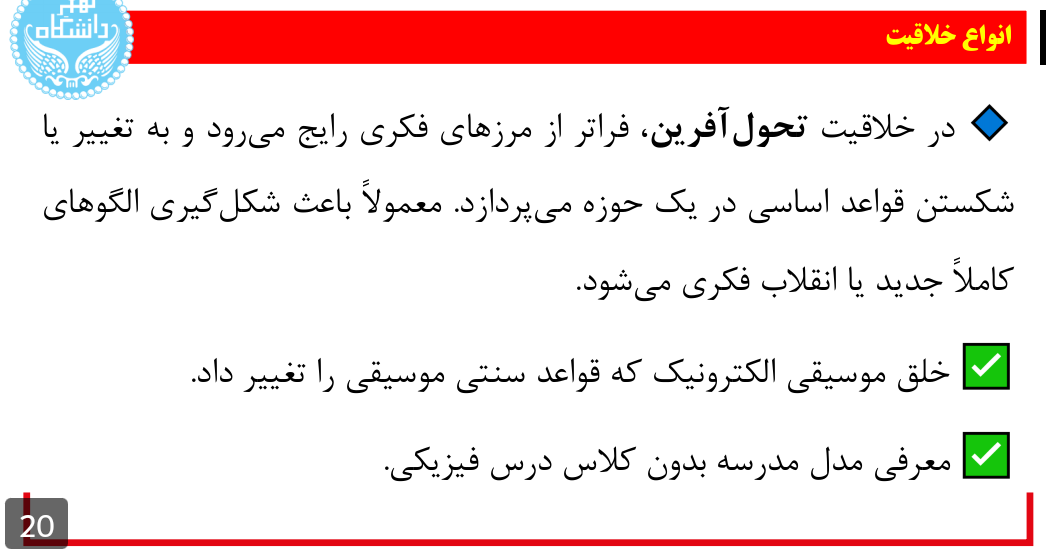 انواع خلاقیت
دانشگاه
در خلاقیت تحول‌آفرین، فراتر از مرزهای فکری رایج می‌رود و به تغییر یا
شکستن قواعد اساسی در یک حوزه می‌پردازد. معمولاً باعث شکل‌گیری الگوهای
کاملاً جدید یا انقلاب فکری می‌شود.
خلق موسیقی الکترونیک که قواعد سنتی موسیقی را تغییر داد.
معرفی مدل مدرسه بدون کلاس درس فیزیکی.
20